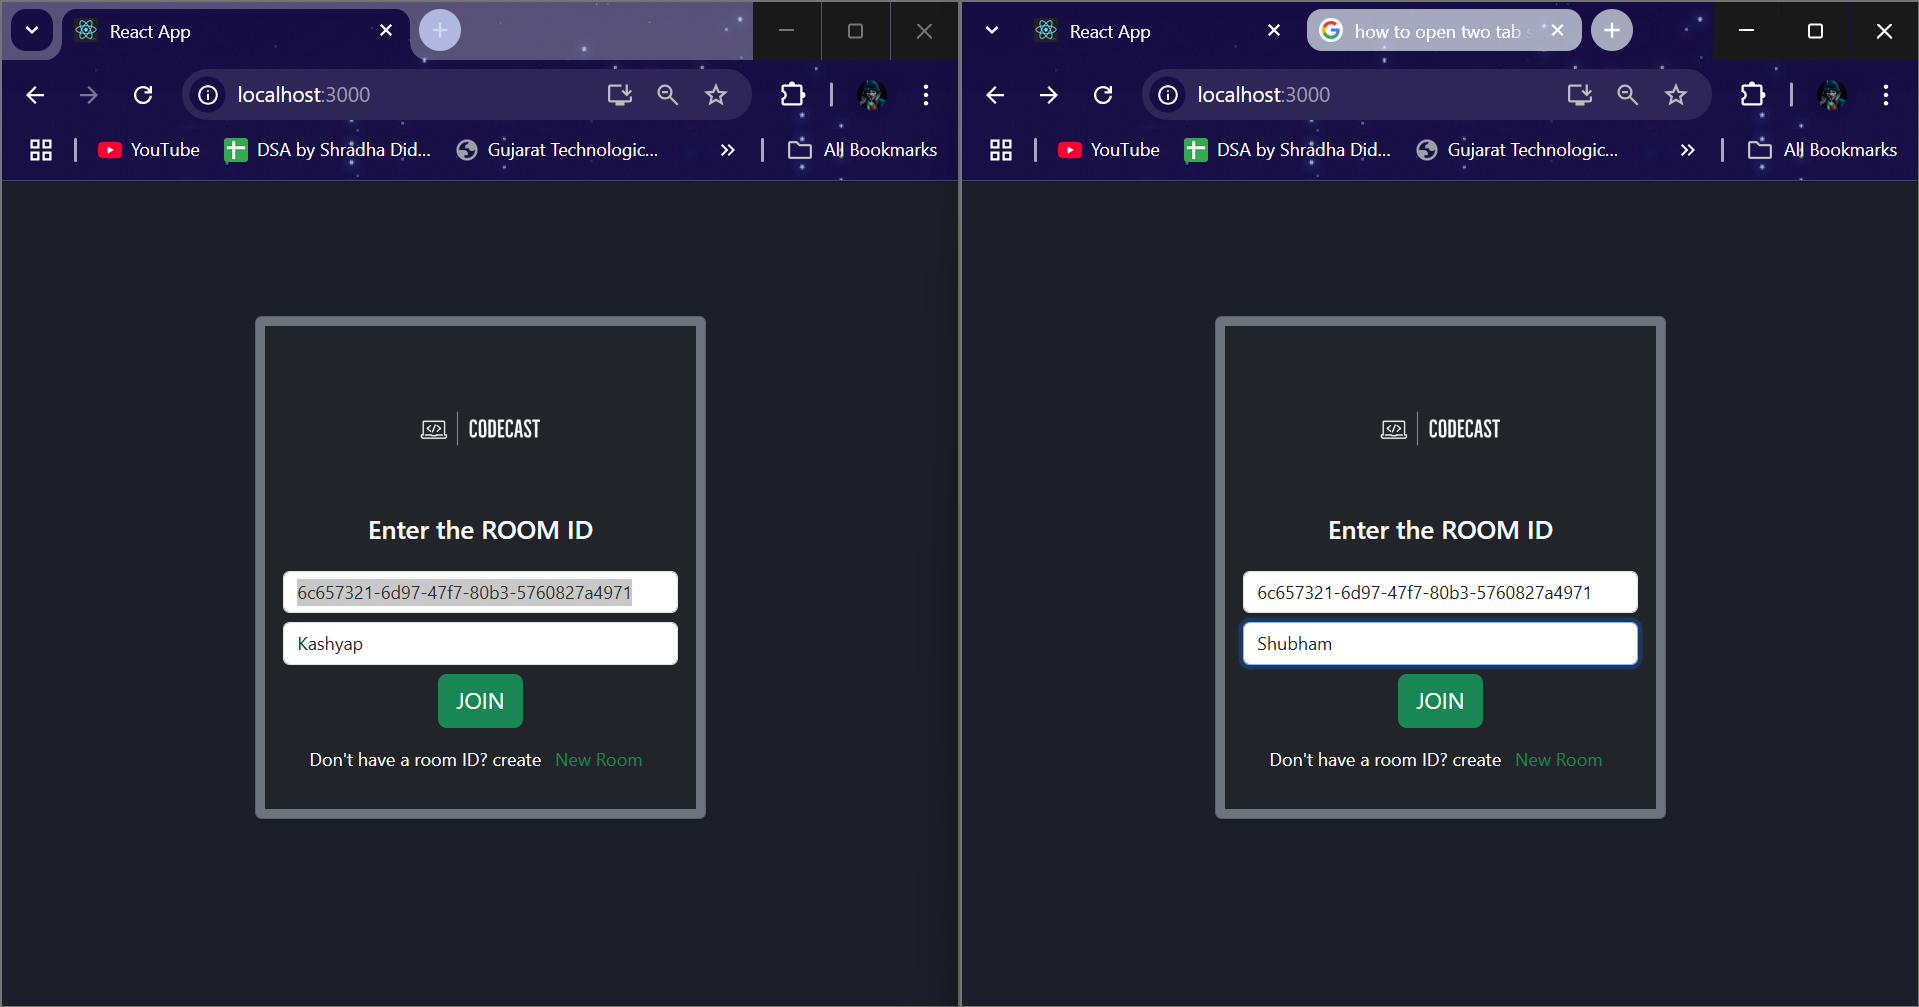 React App
localhost:3000
YouTube
DSA by Shradha Did...
Gujarat Technologic...
All Bookmarks
</> CODECAST
Enter the ROOM ID
6c657321-6d97-47f7-80b3-5760827a4971
Kashyap
JOIN
Don't have a room ID? create New Room
React App
how to open two tab
localhost:3000
YouTube
DSA by Shradha Did...
Gujarat Technologic...
All Bookmarks
</> CODECAST
Enter the ROOM ID
6c657321-6d97-47f7-80b3-5760827a4971
Shubham
JOIN
Don't have a room ID? create New Room